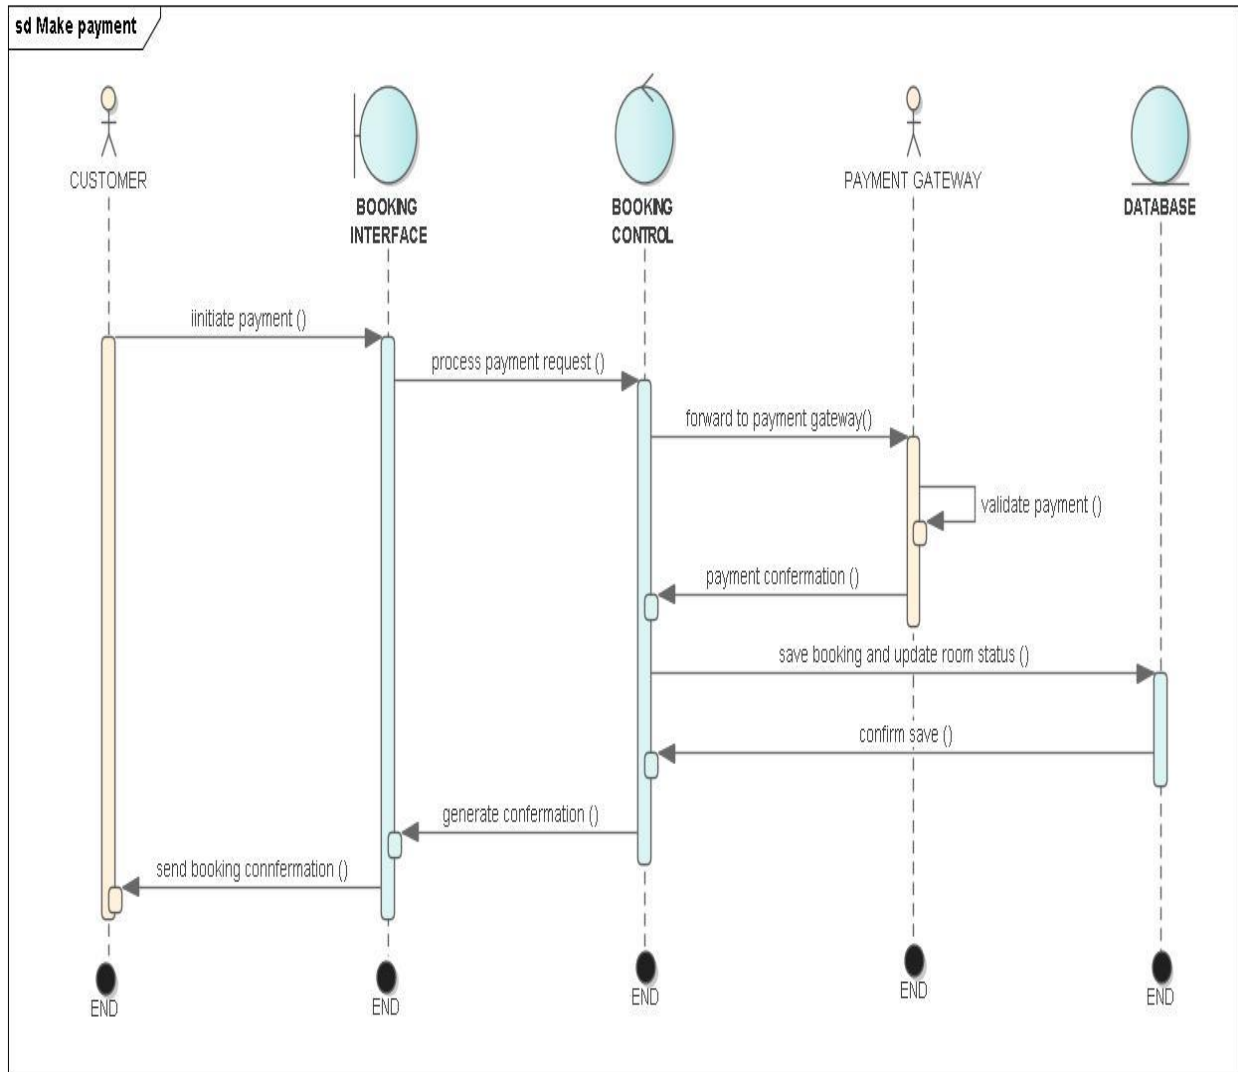 sd Make payment
CUSTOMER
BOOKING
INTERFACE
BOOKING
CONTROL
PAYMENT GATEWAY
DATABASE
iinitiate payment ()
process payment request ()
forward to payment gateway()
validate payment ()
payment confermation ()
save booking and update room status ()
confirm save ()
generate confermation ()
send booking connfermation ()
END
END
END
END
END